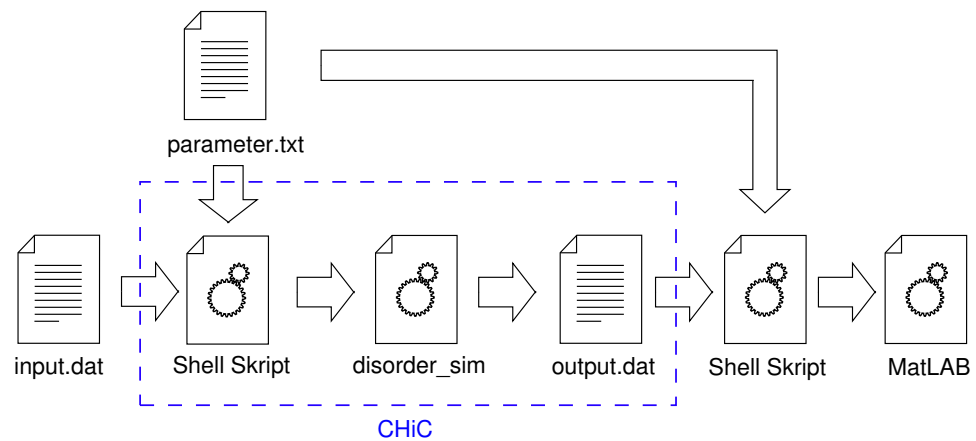 parameter.txt
input.dat
Shell Skript
disorder_sim
output.dat
Shell Skript
MatLAB
CHiC